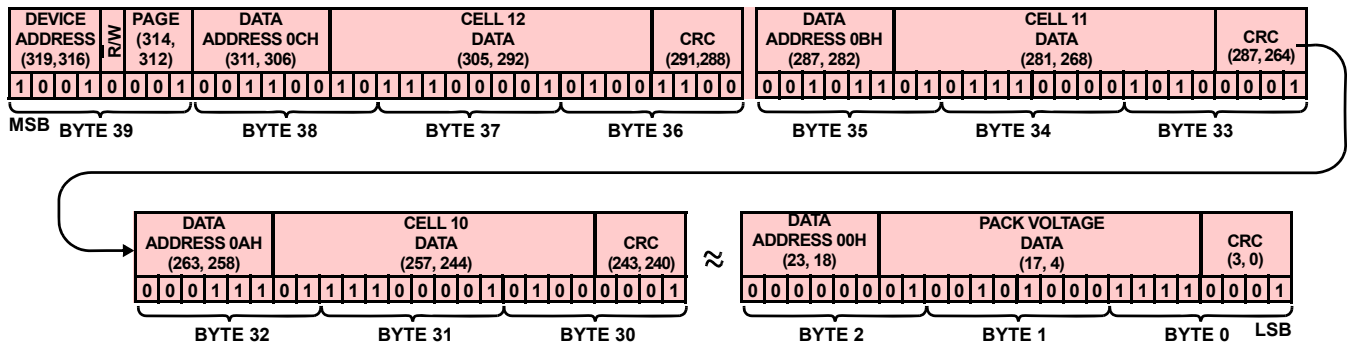 DEVICE
ADDRESS
(319,316)
R/W
PAGE
(314,
312)
DATA
ADDRESS 0CH
(311, 306)
CELL 12
DATA
(305, 292)
CRC
(291,288)
DATA
ADDRESS 0BH
(287, 282)
CELL 11
DATA
(281, 268)
CRC
(287, 264)
1 0 0 1 0 0 0 1 0 0 1 1 0 0 1 0 1 1 1 0 0 0 0 1 0 1 0 0 1 1 0 0
0 0 1 0 1 1 0 1 0 1 1 1 0 0 0 0 1 0 1 0 0 0 0 1
MSB
BYTE 39
BYTE 38
BYTE 37
BYTE 36
BYTE 35
BYTE 34
BYTE 33
DATA
ADDRESS 0AH
(263, 258)
CELL 10
DATA
(257, 244)
CRC
(243, 240)
≈
DATA
ADDRESS 00H
(23, 18)
PACK VOLTAGE
DATA
(17, 4)
CRC
(3, 0)
0 0 0 1 1 1 0 1 1 1 1 0 0 0 0 1 0 1 0 0 0 0 0 1
0 0 0 0 0 0 0 1 0 0 1 0 1 0 0 0 1 1 1 1 0 0 0 1
BYTE 32
BYTE 31
BYTE 30
BYTE 2
BYTE 1
BYTE 0
LSB